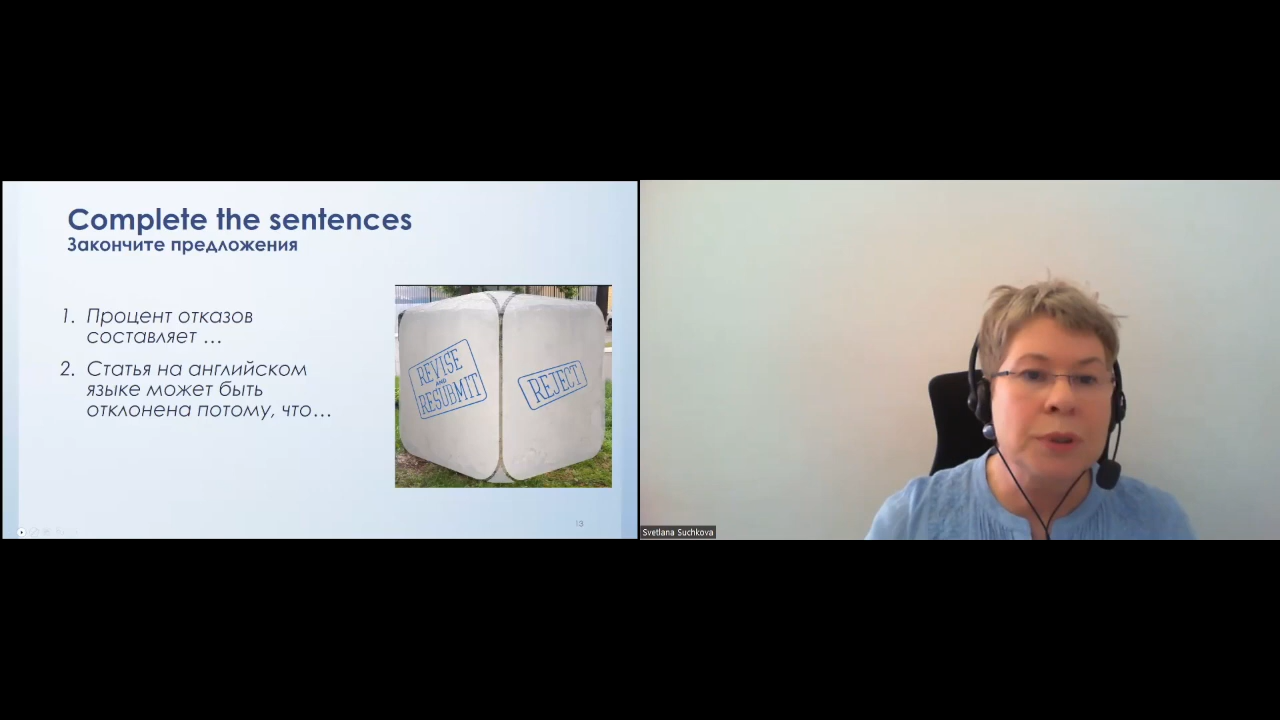 Complete the sentences
Закончите предложения
1. Процент отказов
составляет …
2. Статья на английском
языке может быть
отклонена потому, что…
REVISE
AND
RESUBMIT
REJECT
Svetlana Suchkova